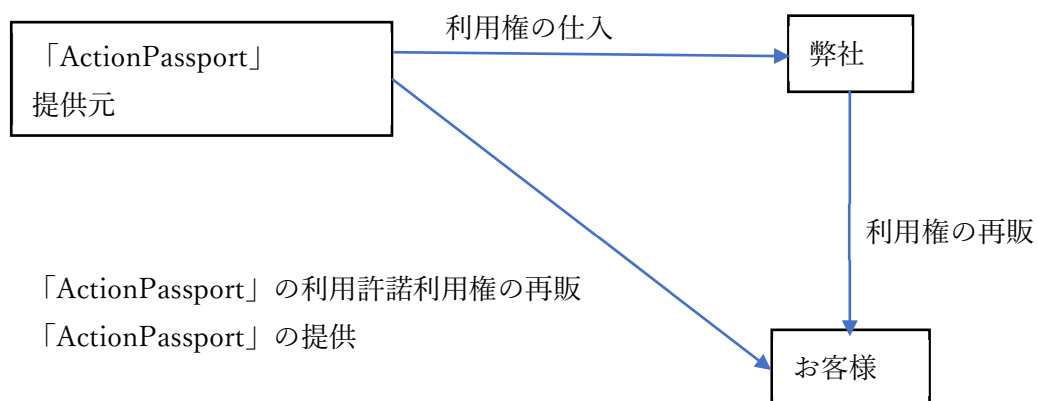 利用権の仕入
「ActionPassport」
提供元
弊社
利用権の再販
「ActionPassport」の利用許諾利用権の再販
「ActionPassport」の提供
お客様